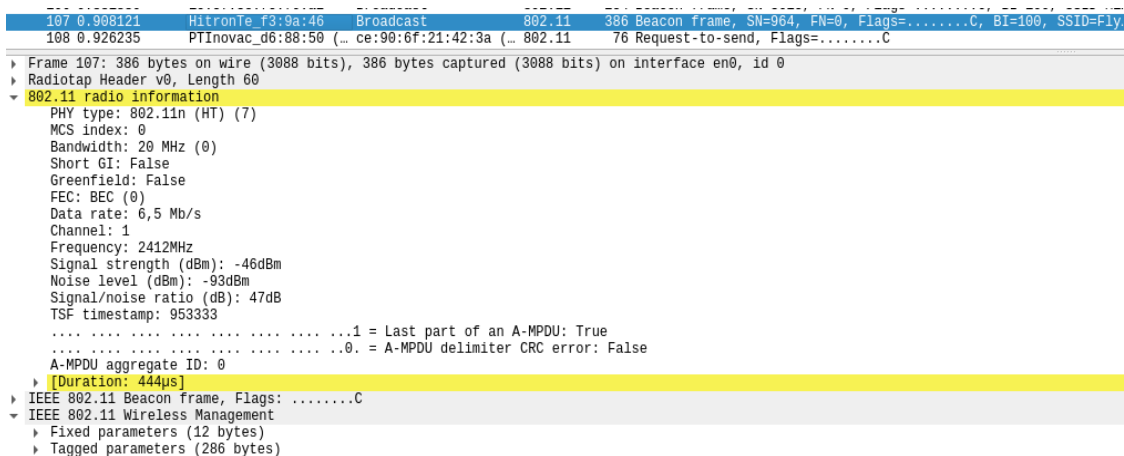 107 0.908121 HitronTe_f3:9a:46 Broadcast 802.11 386 Beacon frame, SN=964, FN=0, Flags=........C, BI=100, SSID=Fly…
108 0.926235 PTInovac_d6:88:50 (… ce:90:6f:21:42:3a (… 802.11 76 Request-to-send, Flags=........C
Frame 107: 386 bytes on wire (3088 bits), 386 bytes captured (3088 bits) on interface en0, id 0
Radiotap Header v0, Length 60
802.11 radio information
PHY type: 802.11n (HT) (7)
MCS index: 0
Bandwidth: 20 MHz (0)
Short GI: False
Greenfield: False
FEC: BEC (0)
Data rate: 6,5 Mb/s
Channel: 1
Frequency: 2412MHz
Signal strength (dBm): -46dBm
Noise level (dBm): -93dBm
Signal/noise ratio (dB): 47dB
TSF timestamp: 953333
.... .... .... .... .... .... .... ...1 = Last part of an A-MPDU: True
.... .... .... .... .... .... .... ..0. = A-MPDU delimiter CRC error: False
A-MPDU aggregate ID: 0
[Duration: 444µs]
IEEE 802.11 Beacon frame, Flags: ........C
IEEE 802.11 Wireless Management
Fixed parameters (12 bytes)
Tagged parameters (286 bytes)